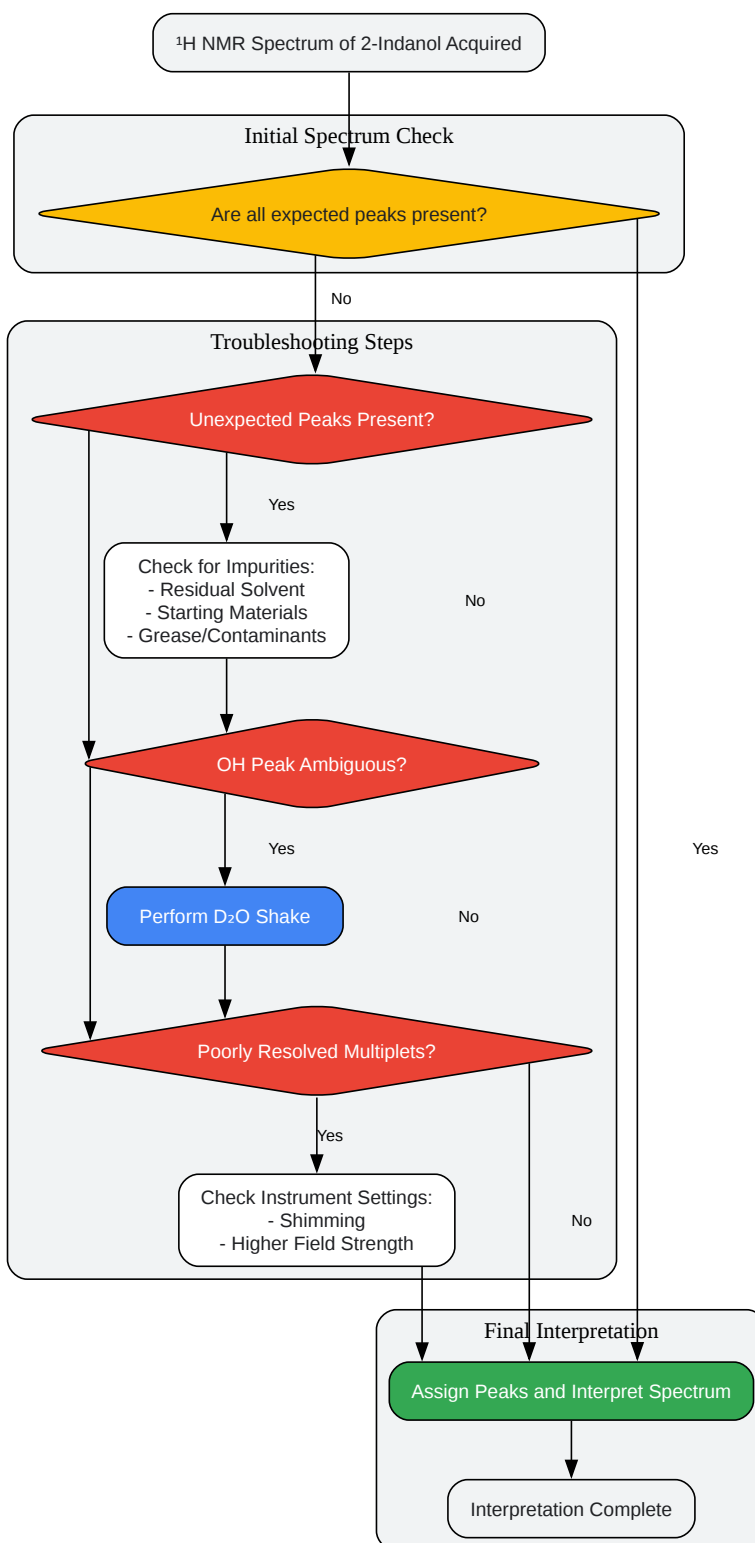 ¹H NMR Spectrum of 2-Indanol Acquired
Initial Spectrum Check
Are all expected peaks present?
No
Troubleshooting Steps
Unexpected Peaks Present?
Yes
Check for Impurities:
- Residual Solvent
- Starting Materials
- Grease/Contaminants
No
OH Peak Ambiguous?
Yes
Yes
Perform D₂O Shake
No
Poorly Resolved Multiplets?
Yes
Check Instrument Settings:
- Shimming
- Higher Field Strength
No
Final Interpretation
Assign Peaks and Interpret Spectrum
Interpretation Complete